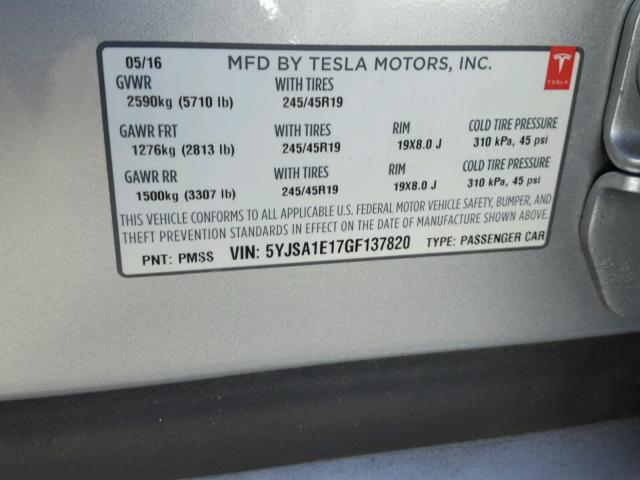 05/16 MFD BY TESLA MOTORS, INC.
GVWR WITH TIRES
2590kg (5710 lb) 245/45R19
TESLA
GAWR FRT WITH TIRES RIM COLD TIRE PRESSURE
1276kg (2813 lb) 245/45R19 19X8.0 J 310 kPa, 45 psi
GAWR RR WITH TIRES RIM COLD TIRE PRESSURE
1500kg (3307 lb) 245/45R19 19X8.0 J 310 kPa, 45 psi
THIS VEHICLE CONFORMS TO ALL APPLICABLE U.S. FEDERAL MOTOR VEHICLE SAFETY, BUMPER, AND
THEFT PREVENTION STANDARDS IN EFFECT ON THE DATE OF MANUFACTURE SHOWN ABOVE.
PNT: PMSS VIN: 5YJSA1E17GF137820 TYPE: PASSENGER CAR